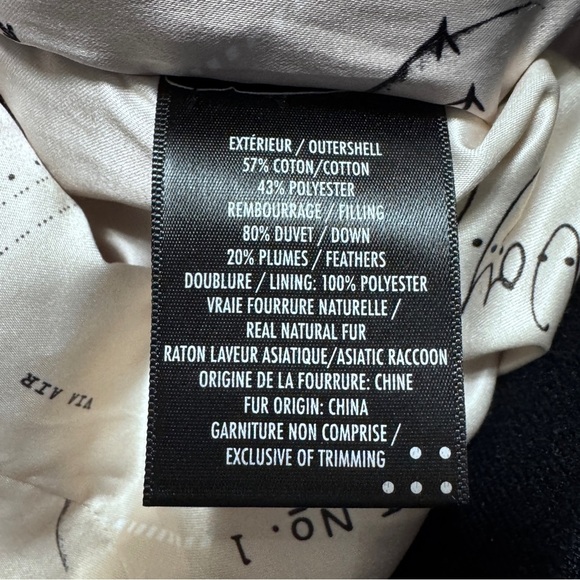 EXTÉRIEUR / OUTERSHELL
57% COTON/COTTON
43% POLYESTER
REMBOURRAGE / FILLING
80% DUVET / DOWN
20% PLUMES / FEATHERS
DOUBLURE / LINING: 100% POLYESTER
VRAIE FOURRURE NATURELLE /
REAL NATURAL FUR
RATON LAVEUR ASIATIQUE/ASIATIC RACCOON
ORIGINE DE LA FOURRURE: CHINE
FUR ORIGIN: CHINA
GARNITURE NON COMPRISE /
EXCLUSIVE OF TRIMMING
VIA AIR
NO. 1